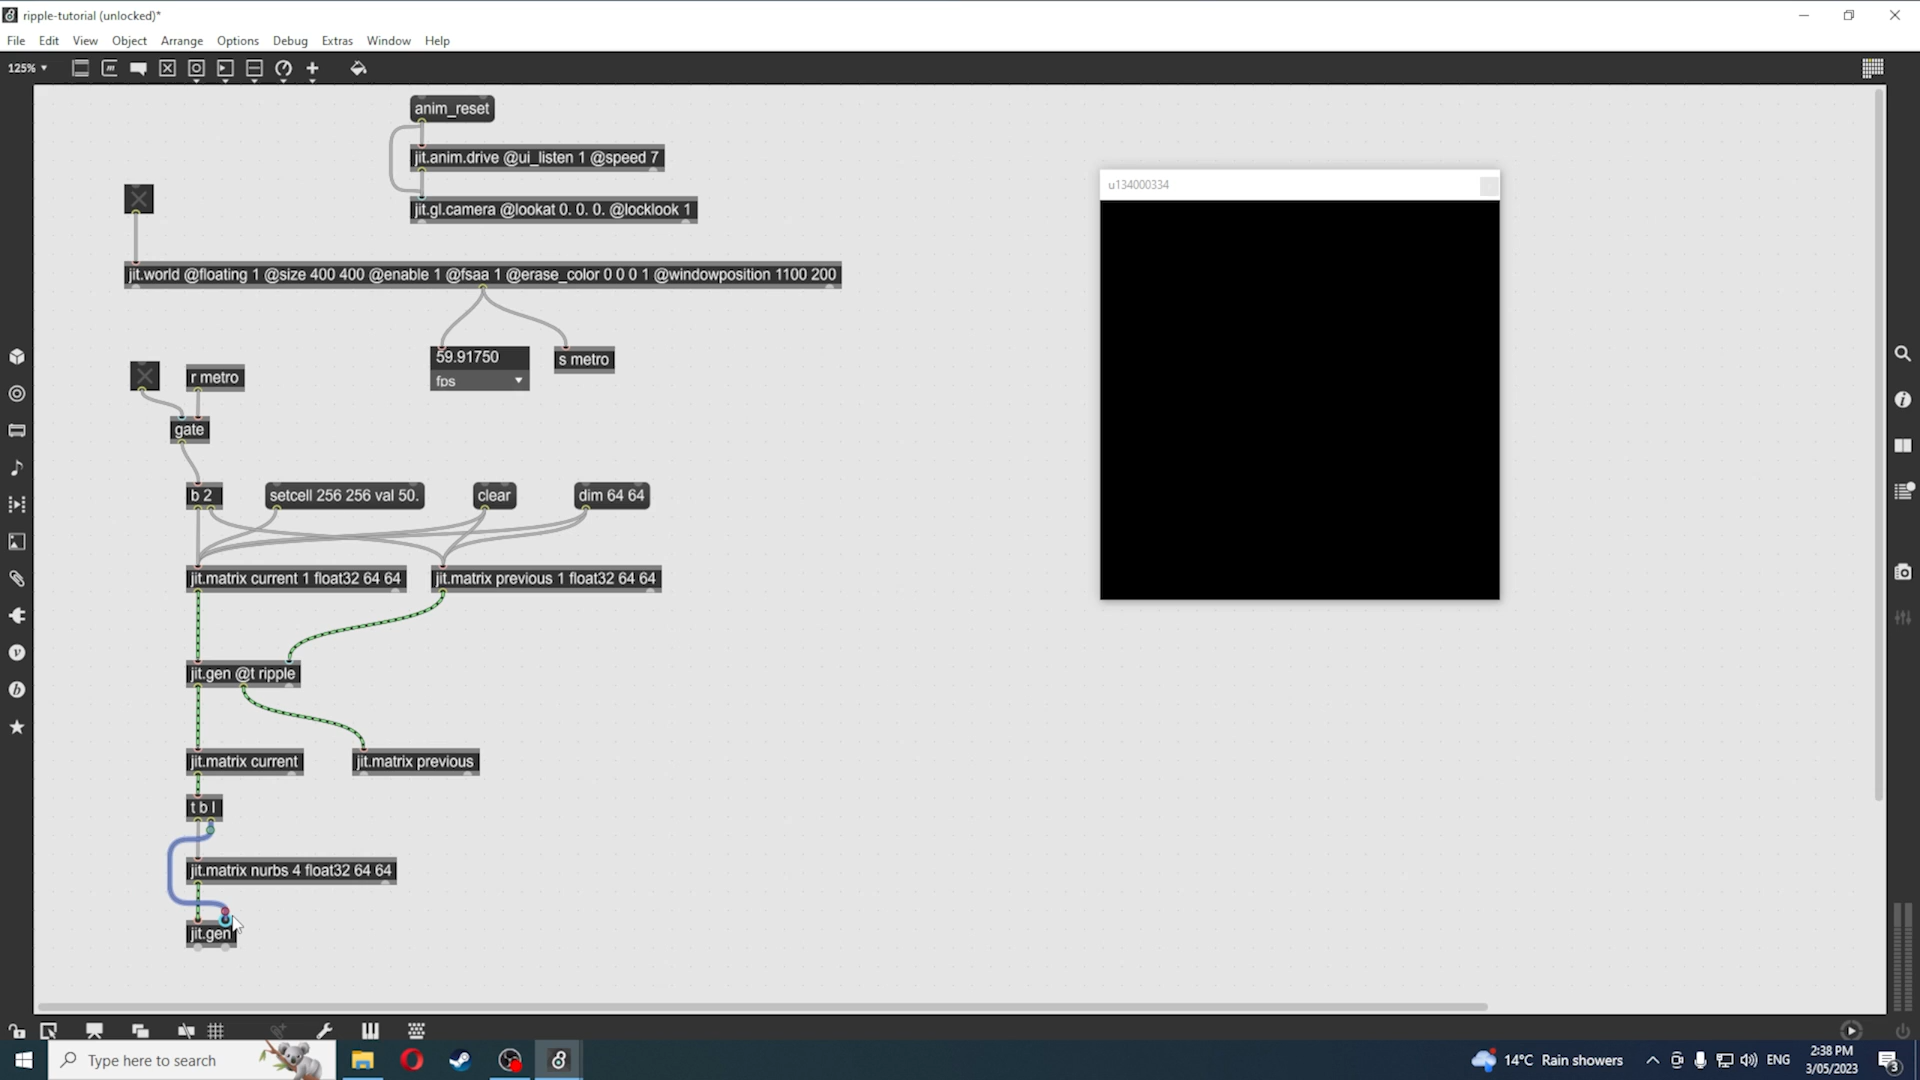 ripple-tutorial (unlocked)*
File Edit View Object Arrange Options Debug Extras Window Help
125%
anim_reset
jit.anim.drive @ui_listen 1 @speed 7
jit.gl.camera @lookat 0. 0. 0. @locklook 1
u134000334
jit.world @floating 1 @size 400 400 @enable 1 @fsaa 1 @erase_color 0 0 0 1 @windowposition 1100 200
59.91750
fps
s metro
r metro
gate
b 2
setcell 256 256 val 50.
clear
dim 64 64
jit.matrix current 1 float32 64 64
jit.matrix previous 1 float32 64 64
jit.gen @t ripple
jit.matrix current
jit.matrix previous
t b l
jit.matrix nurbs 4 float32 64 64
jit.gen
Type here to search
14°C Rain showers
ENG
2:38 PM
3/05/2023
3